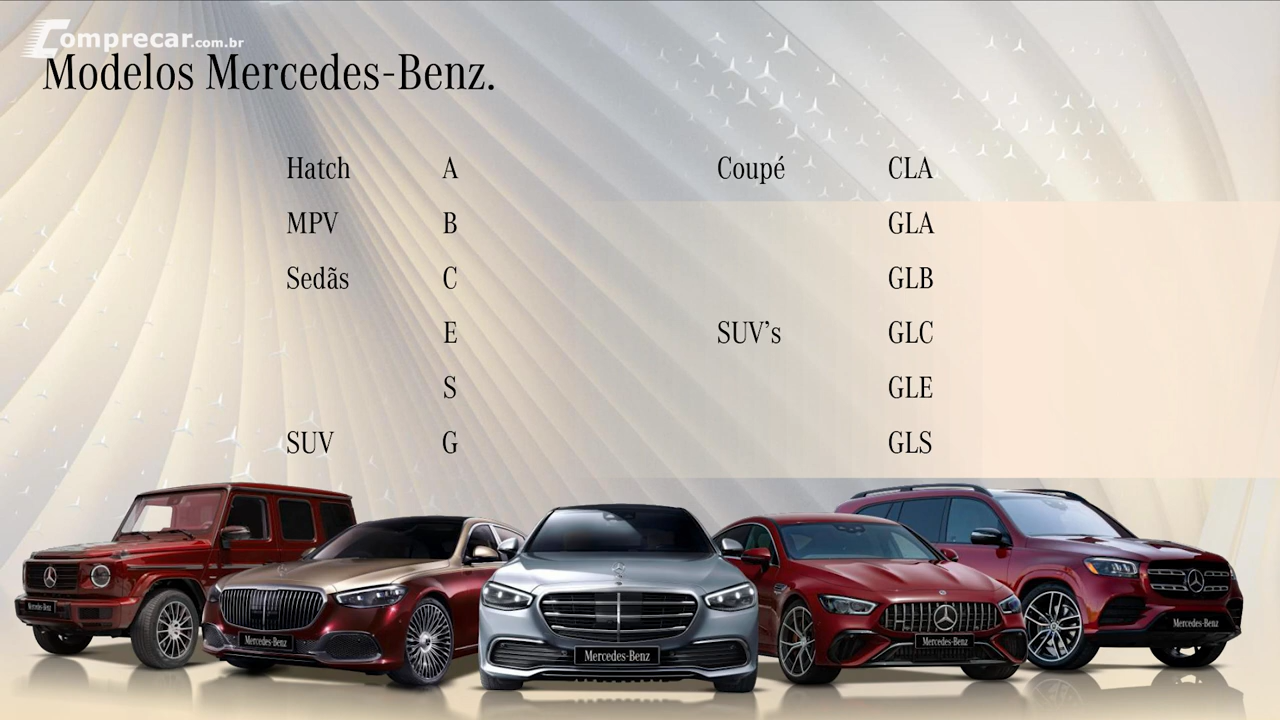 Comprecar.com.br
Modelos Mercedes-Benz.
Hatch A
MPV B
Sedãs C
E
S
SUV G
Coupé CLA
GLA
GLB
SUV’s GLC
GLE
GLS
Mercedes-Benz
Mercedes-Benz
Mercedes-Benz
Mercedes-Benz
Mercedes-Benz